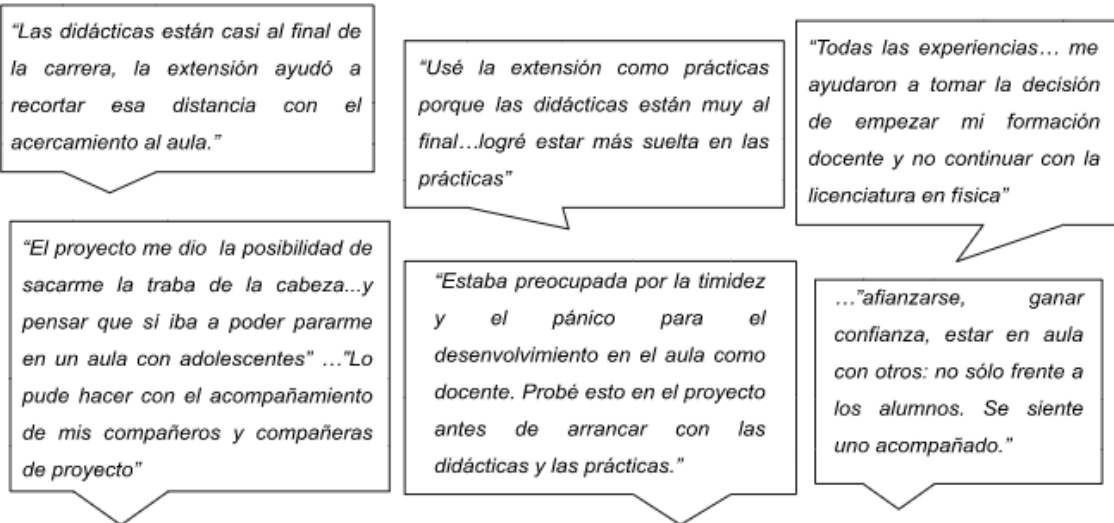 “Las didácticas están casi al final de
la carrera, la extensión ayudó a
recortar esa distancia con el
acercamiento al aula.”
“Usé la extensión como prácticas
porque las didácticas están muy al
final…logré estar más suelta en las
prácticas”
“Todas las experiencias… me
ayudaron a tomar la decisión
de empezar mi formación
docente y no continuar con la
licenciatura en física”
“El proyecto me dio la posibilidad de
sacarme la traba de la cabeza...y
pensar que sí iba a poder pararme
en un aula con adolescentes” …”Lo
pude hacer con el acompañamiento
de mis compañeros y compañeras
de proyecto”
“Estaba preocupada por la timidez
y el pánico para el
desenvolvimiento en el aula como
docente. Probé esto en el proyecto
antes de arrancar con las
didácticas y las prácticas.”
…”afianzarse, ganar
confianza, estar en aula
con otros: no sólo frente a
los alumnos. Se siente
uno acompañado.”